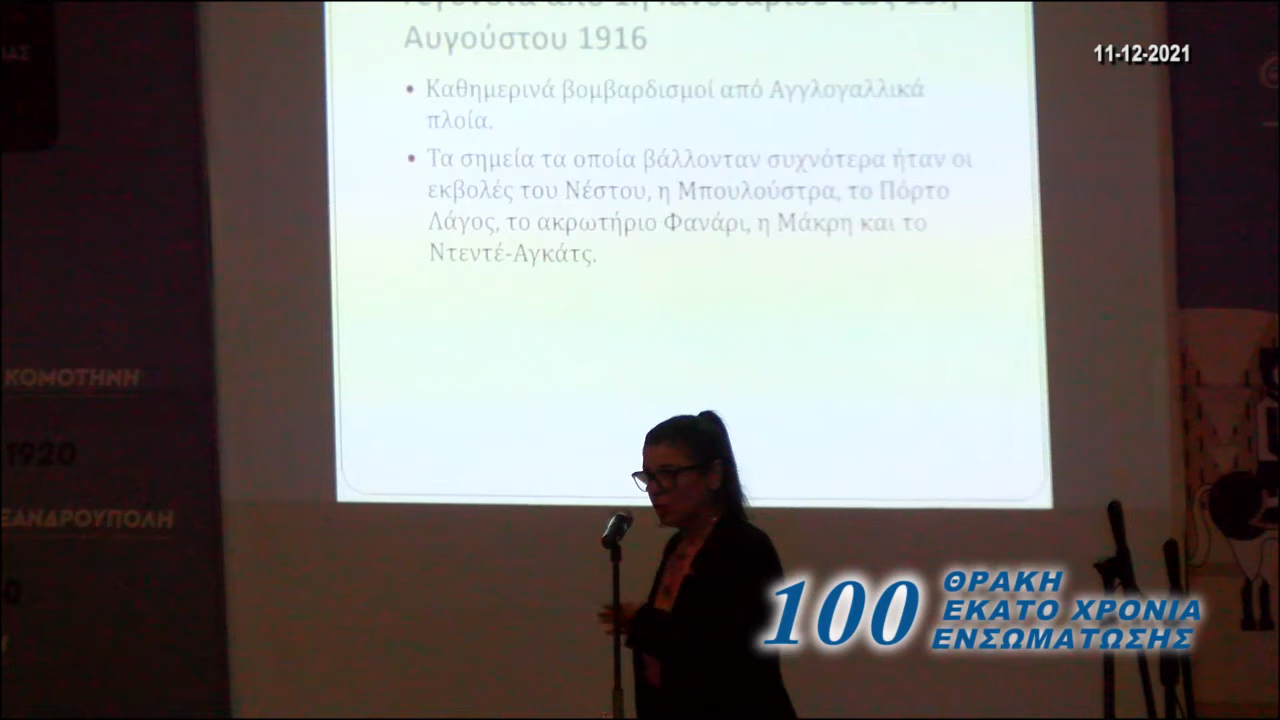 Αυγούστου 1916
• Καθημερινά βομβαρδισμοί από Αγγλογαλλικά
πλοία.
• Τα σημεία τα οποία βάλλονταν συχνότερα ήταν οι
εκβολές του Νέστου, η Μπουλούστρα, το Πόρτο
Λάγος, το ακρωτήριο Φανάρι, η Μάκρη και το
Ντεντέ-Αγκάτς.
11-12-2021
ΚΟΜΟΤΗΝΗ
1920
ΞΑΝΔΡΟΥΠΟΛΗ
100 ΘΡΑΚΗ
ΕΚΑΤΟ ΧΡΟΝΙΑ
ΕΝΣΩΜΑΤΩΣΗΣ